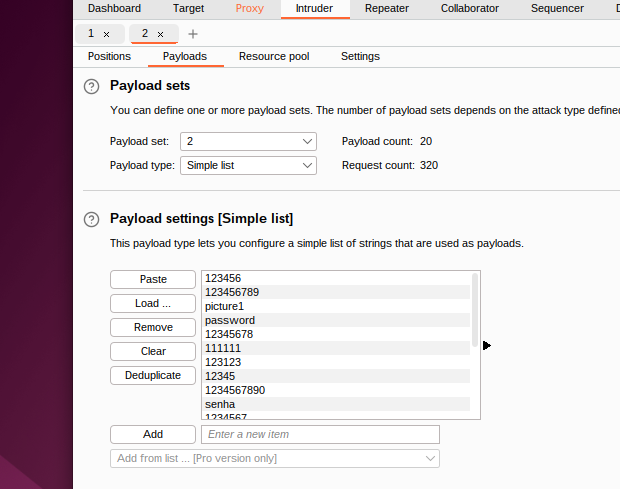 Dashboard Target Proxy Intruder Repeater Collaborator Sequencer
1 × 2 × +
Positions Payloads Resource pool Settings
? Payload sets
You can define one or more payload sets. The number of payload sets depends on the attack type define
Payload set: 2 Payload count: 20
Payload type: Simple list Request count: 320
? Payload settings [Simple list]
This payload type lets you configure a simple list of strings that are used as payloads.
Paste
Load ...
Remove
Clear
Deduplicate
123456
123456789
picture1
password
12345678
111111
123123
12345
1234567890
senha
1234567
Add Enter a new item
Add from list ... [Pro version only]